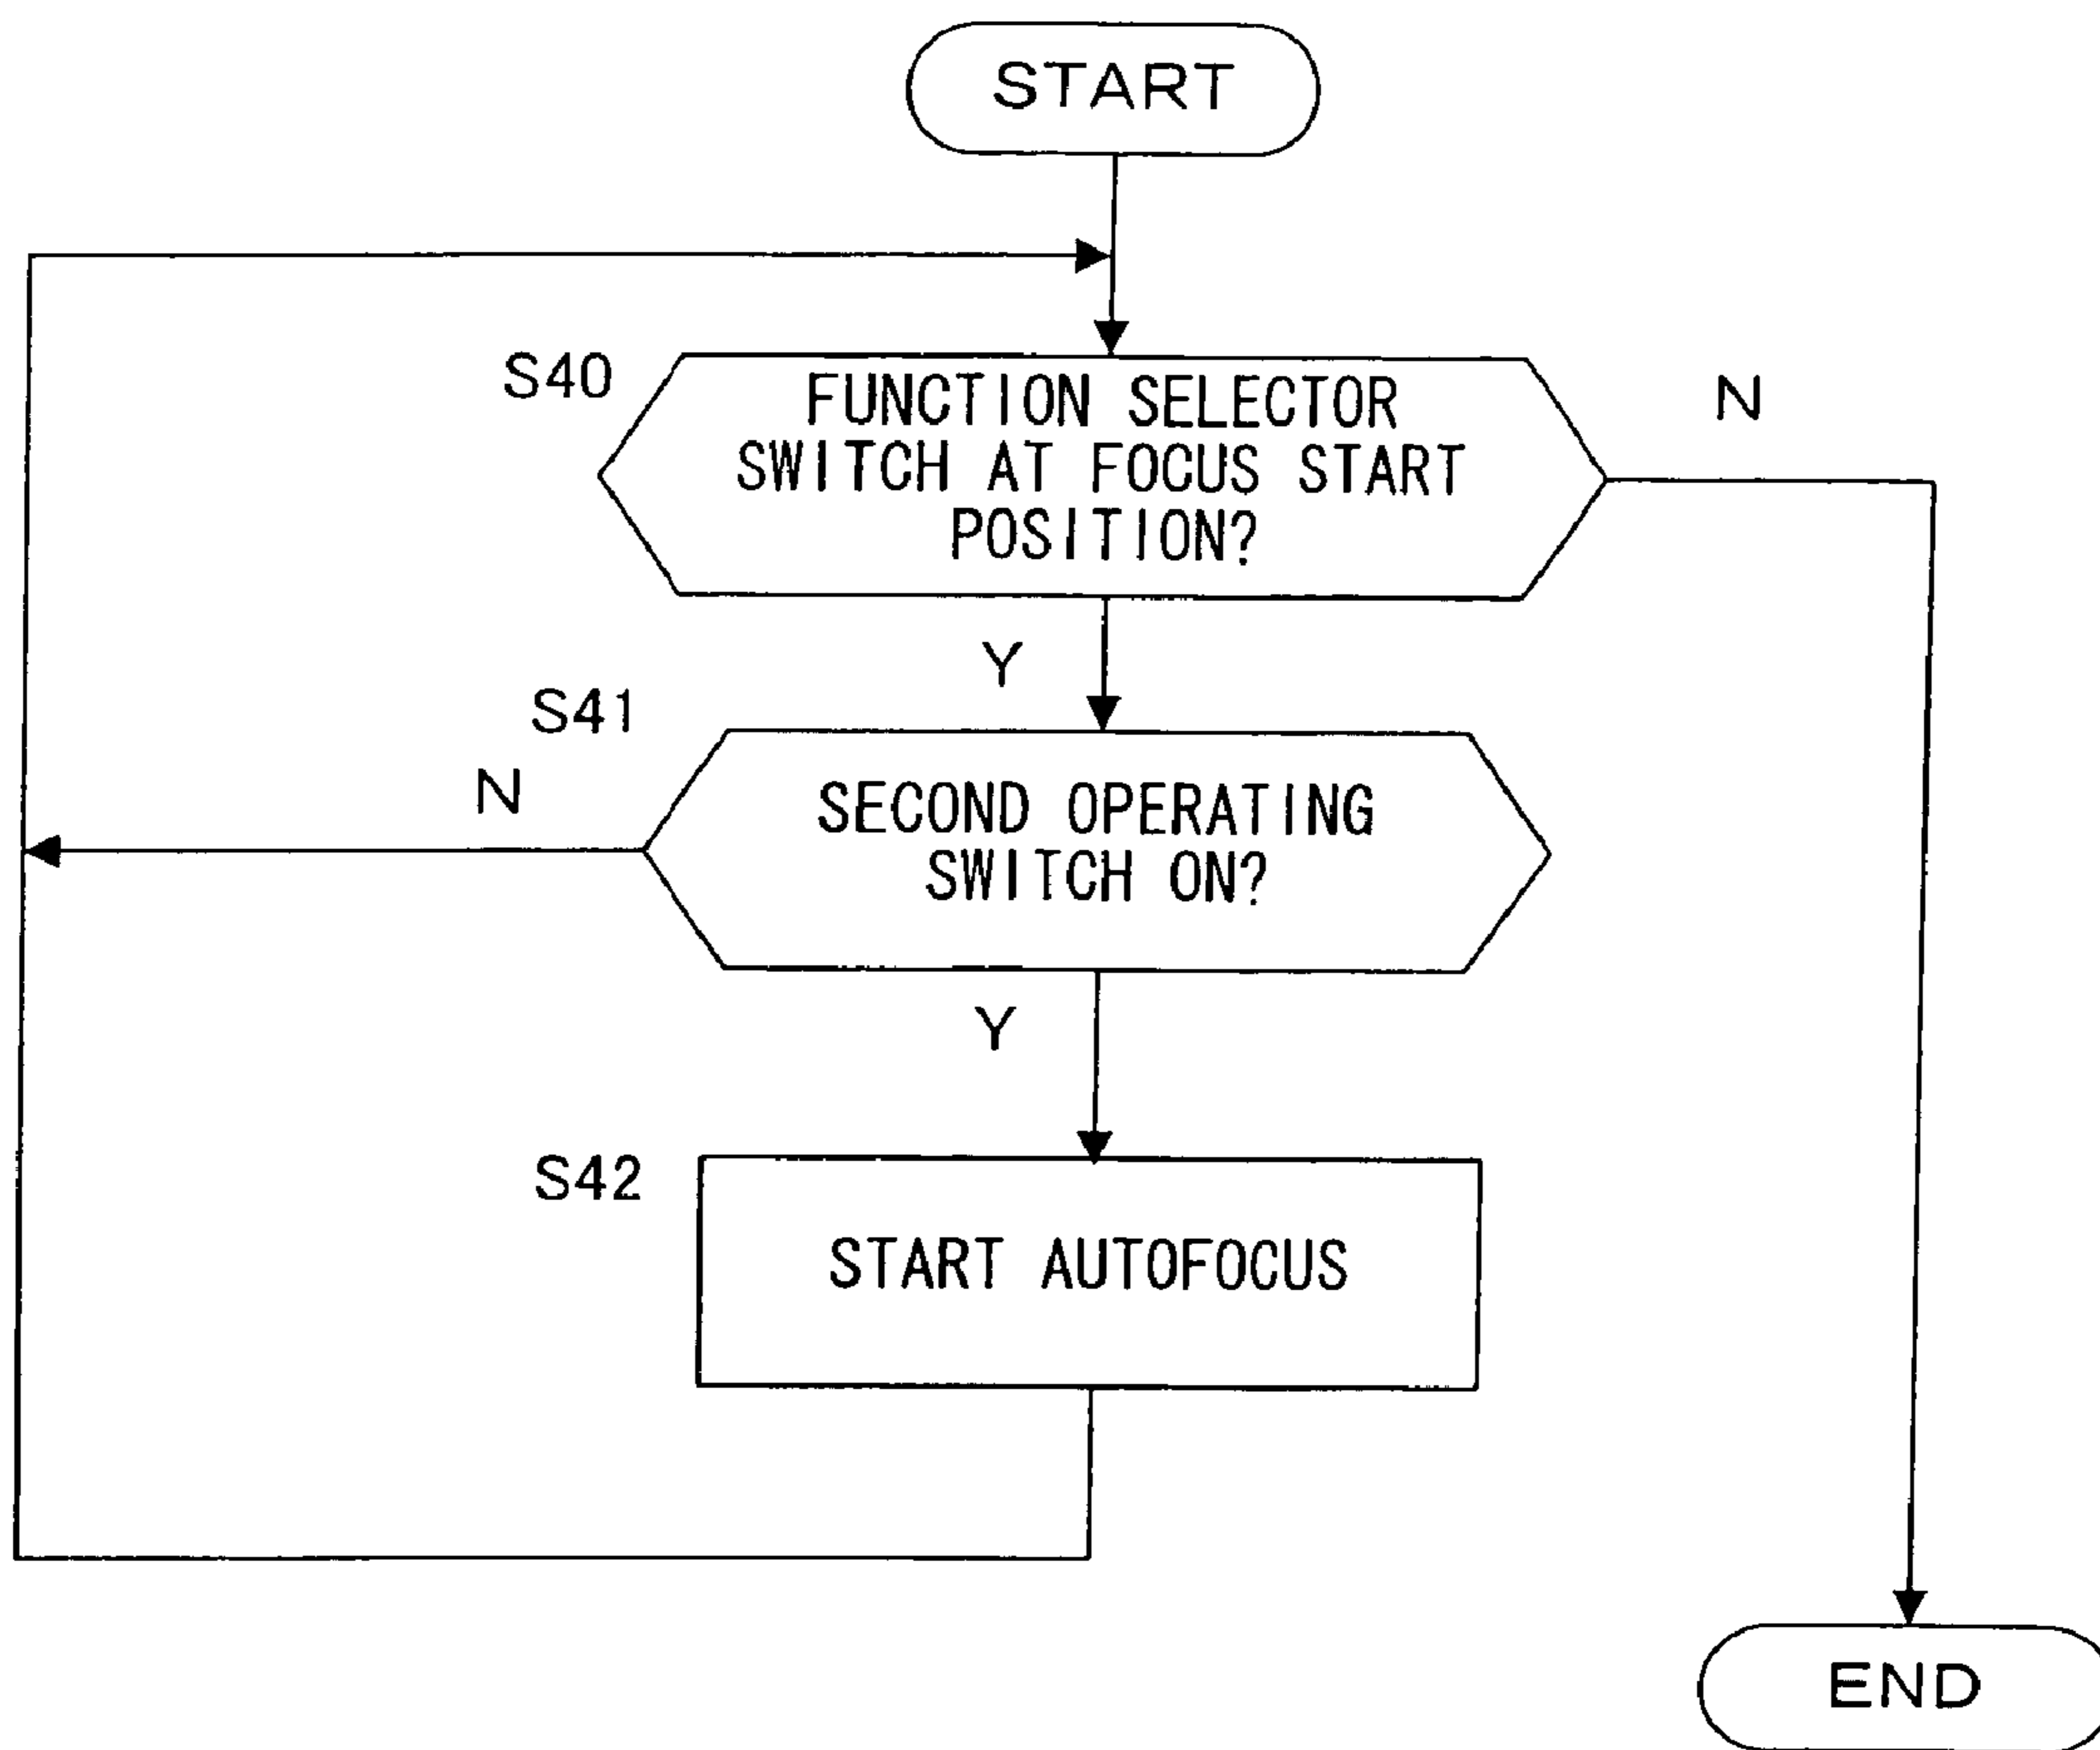 START
S40
FUNCTION SELECTOR
SWITCH AT FOCUS START
POSITION?
N
Y
S41
N
SECOND OPERATING
SWITCH ON?
Y
S42
START AUTOFOCUS
END